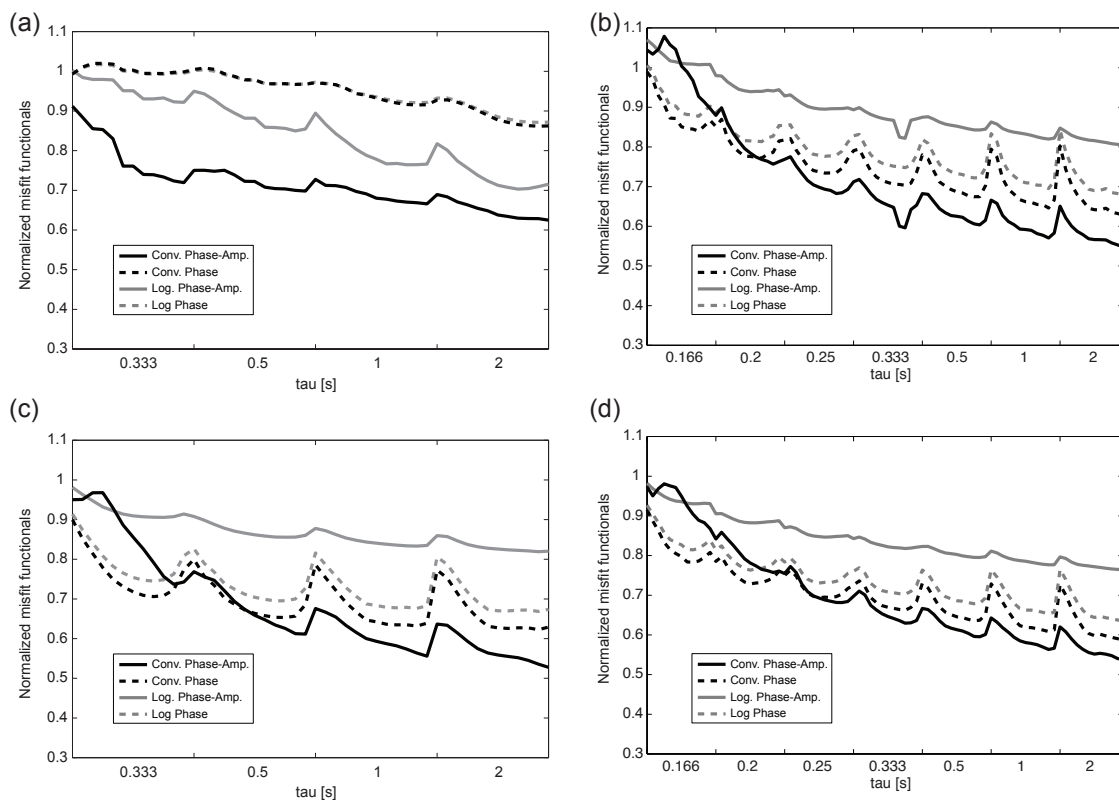 (a)
1.1
1
0.9
0.8
0.7
0.6
0.5
0.4
0.3
Normalized misfit functionals
Conv. Phase-Amp.
Conv. Phase
Log. Phase-Amp.
Log Phase
0.333 0.5 1 2
tau [s]
(b)
1.1
1
0.9
0.8
0.7
0.6
0.5
0.4
0.3
Normalized misfit functionals
Conv. Phase-Amp.
Conv. Phase
Log. Phase-Amp.
Log Phase
0.166 0.2 0.25 0.333 0.5 1 2
tau [s]
(c)
1.1
1
0.9
0.8
0.7
0.6
0.5
0.4
0.3
Normalized misfit functionals
Conv. Phase-Amp.
Conv. Phase
Log. Phase-Amp.
Log Phase
0.333 0.5 1 2
tau [s]
(d)
1.1
1
0.9
0.8
0.7
0.6
0.5
0.4
0.3
Normalized misfit functionals
Conv. Phase-Amp.
Conv. Phase
Log. Phase-Amp.
Log Phase
0.166 0.2 0.25 0.333 0.5 1 2
tau [s]